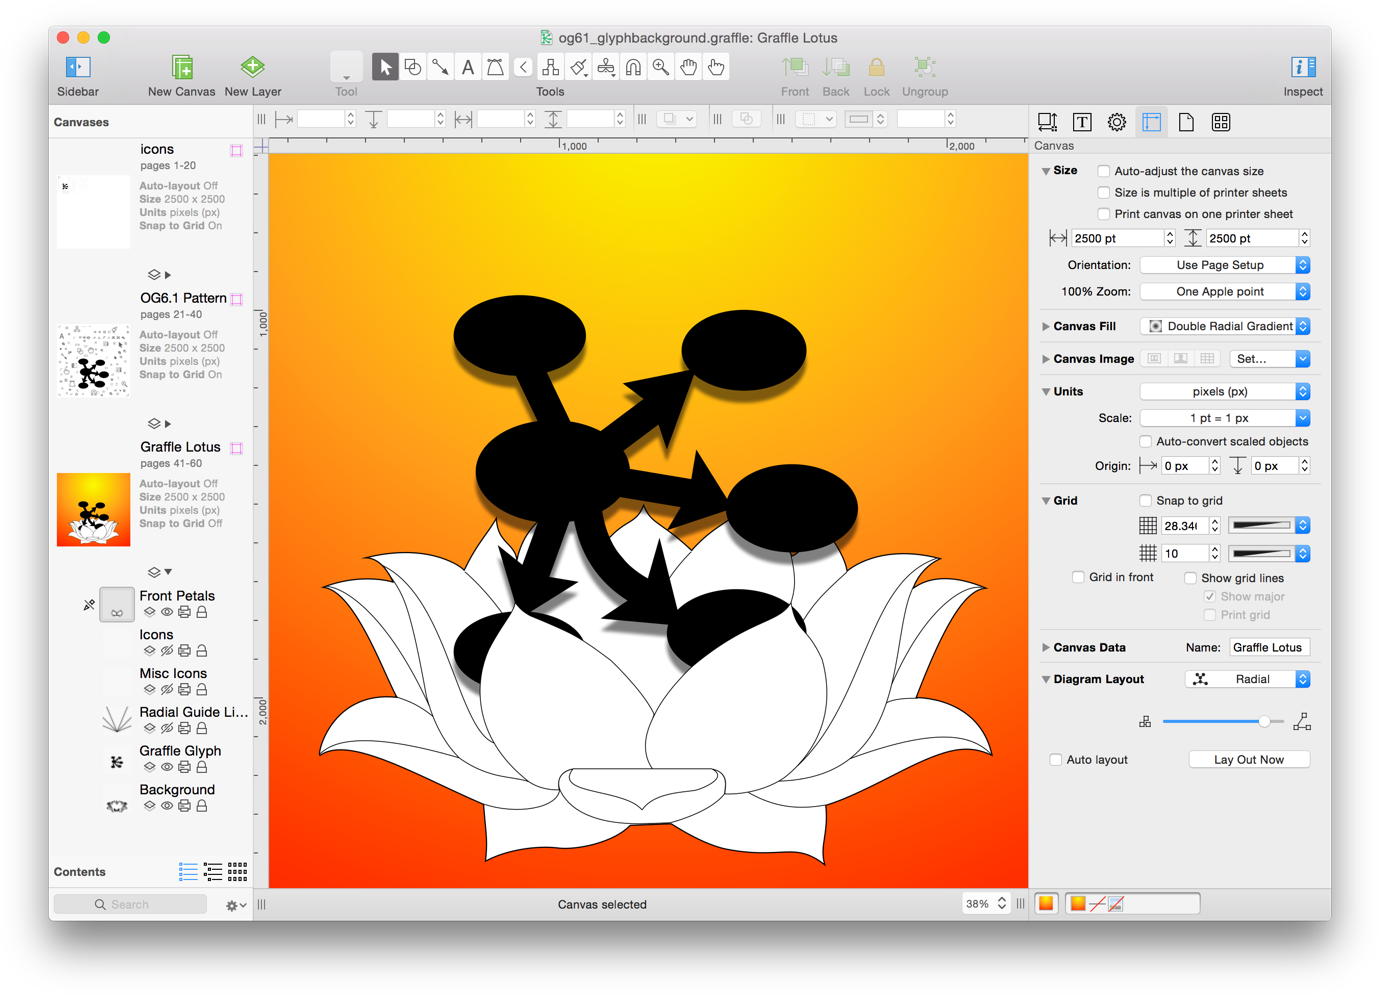 og61_glyphbackground.graffle: Graffle Lotus
Sidebar
New Canvas
New Layer
Tool
Tools
Front
Back
Lock
Ungroup
Inspect
Canvases
icons
pages 1-20
Auto-layout Off
Size 2500 x 2500
Units pixels (px)
Snap to Grid On
OG6.1 Pattern
pages 21-40
Auto-layout Off
Size 2500 x 2500
Units pixels (px)
Snap to Grid On
Graffle Lotus
pages 41-60
Auto-layout Off
Size 2500 x 2500
Units pixels (px)
Snap to Grid Off
Front Petals
Icons
Misc Icons
Radial Guide Li...
Graffle Glyph
Background
Contents
Search
1,000
2,000
1,000
2,000
Canvas selected
38%
Canvas
Size
Auto-adjust the canvas size
Size is multiple of printer sheets
Print canvas on one printer sheet
2500 pt
2500 pt
Orientation: Use Page Setup
100% Zoom: One Apple point
Canvas Fill Double Radial Gradient
Canvas Image Set...
Units pixels (px)
Scale: 1 pt = 1 px
Auto-convert scaled objects
Origin: 0 px 0 px
Grid Snap to grid
28.346
10
Grid in front Show grid lines
Show major
Print grid
Canvas Data Name: Graffle Lotus
Diagram Layout Radial
Auto layout Lay Out Now